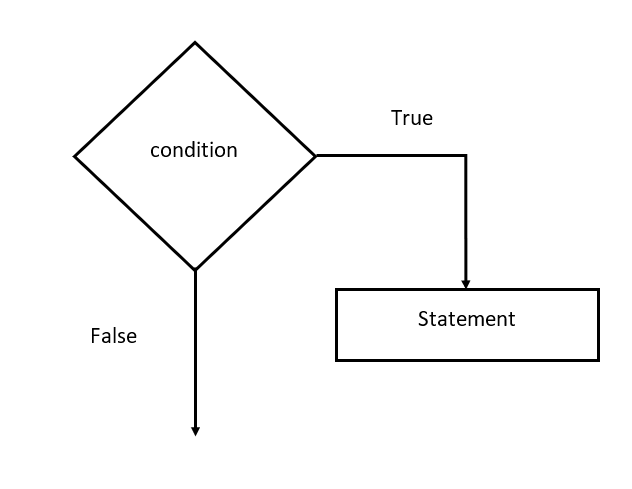 True
condition
Statement
False